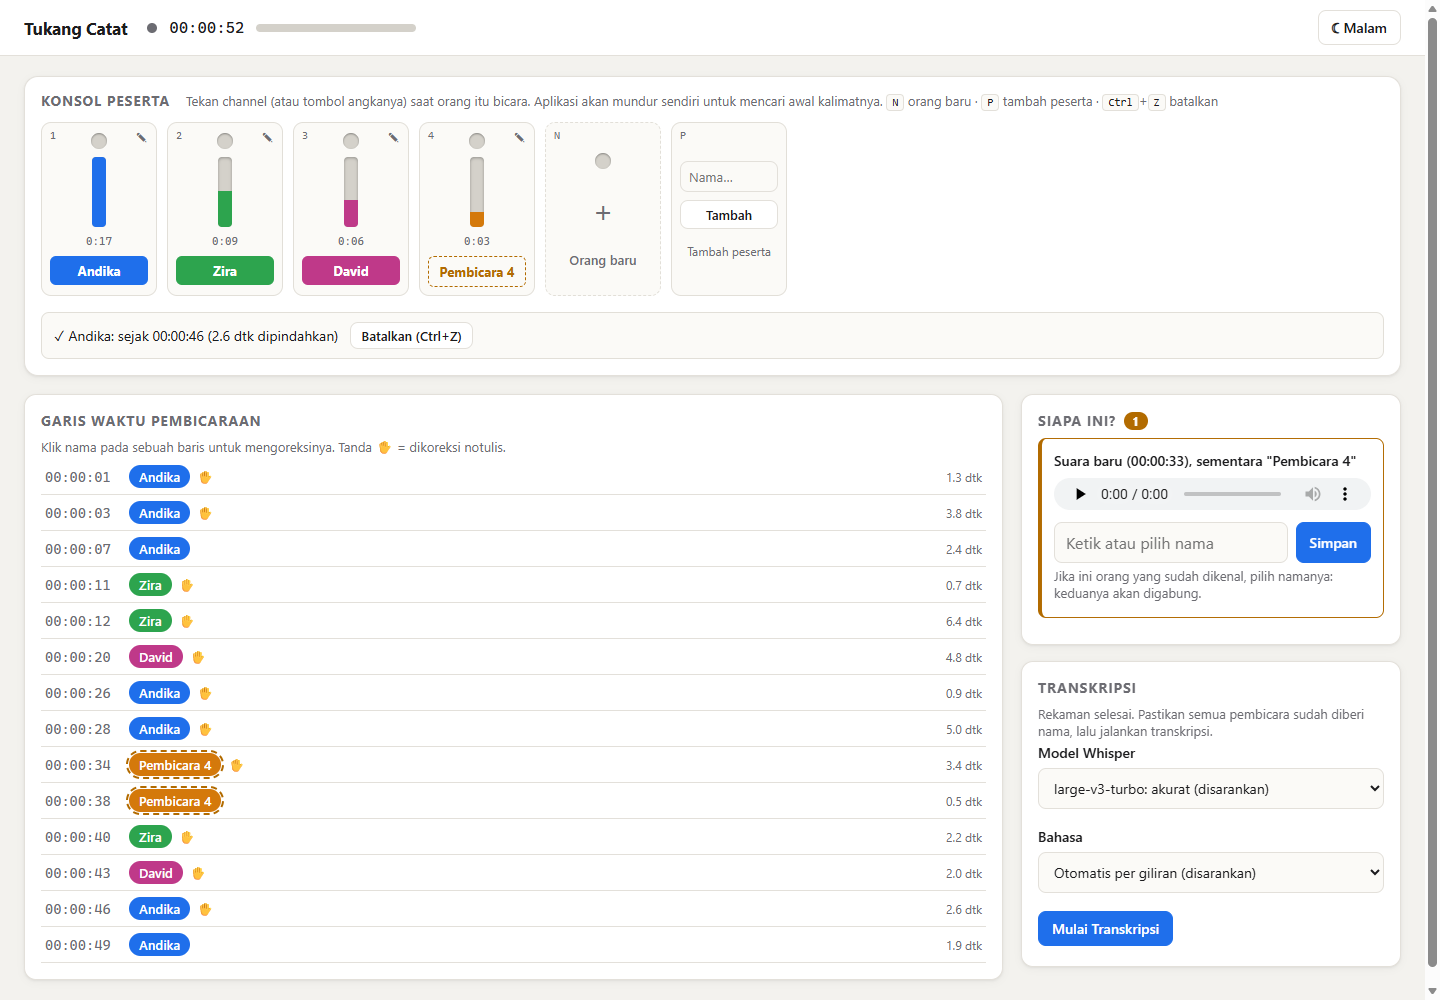 Tukang Catat 00:00:52 Malam
KONSOL PESERTA Tekan channel (atau tombol angkanya) saat orang itu bicara. Aplikasi akan mundur sendiri untuk mencari awal kalimatnya. N orang baru · P tambah peserta · Ctrl + Z batalkan
1 2 3 4 N P
Nama...
+ Tambah
0:17 0:09 0:06 0:03 Tambah peserta
Orang baru
Andika Zira David Pembicara 4
✓ Andika: sejak 00:00:46 (2.6 dtk dipindahkan) Batalkan (Ctrl+Z)
GARIS WAKTU PEMBICARAAN
Klik nama pada sebuah baris untuk mengoreksinya. Tanda ✋ = dikoreksi notulis.
00:00:01 Andika ✋ 1.3 dtk
00:00:03 Andika ✋ 3.8 dtk
00:00:07 Andika 2.4 dtk
00:00:11 Zira ✋ 0.7 dtk
00:00:12 Zira ✋ 6.4 dtk
00:00:20 David ✋ 4.8 dtk
00:00:26 Andika ✋ 0.9 dtk
00:00:28 Andika ✋ 5.0 dtk
00:00:34 Pembicara 4 ✋ 3.4 dtk
00:00:38 Pembicara 4 0.5 dtk
00:00:40 Zira ✋ 2.2 dtk
00:00:43 David ✋ 2.0 dtk
00:00:46 Andika ✋ 2.6 dtk
00:00:49 Andika 1.9 dtk
SIAPA INI? 1
Suara baru (00:00:33), sementara "Pembicara 4"
0:00 / 0:00
Ketik atau pilih nama Simpan
Jika ini orang yang sudah dikenal, pilih namanya:
keduanya akan digabung.
TRANSKRIPSI
Rekaman selesai. Pastikan semua pembicara sudah diberi
nama, lalu jalankan transkripsi.
Model Whisper
large-v3-turbo: akurat (disarankan)
Bahasa
Otomatis per giliran (disarankan)
Mulai Transkripsi